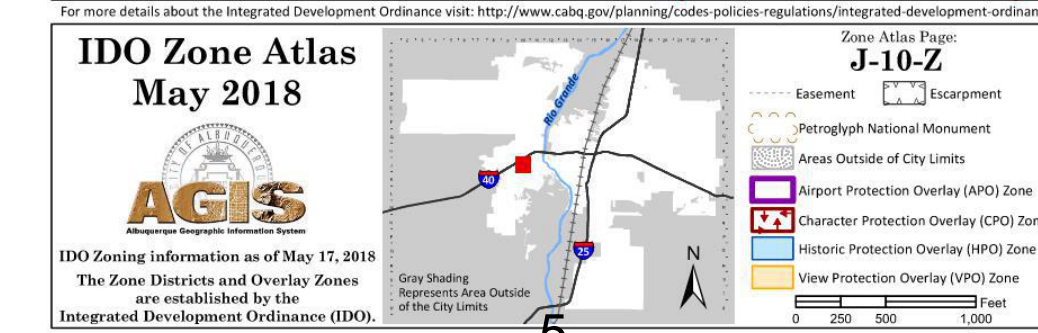 For more details about the Integrated Development Ordinance visit: http://www.cabq.gov/planning/codes-policies-regulations/integrated-development-ordinan
IDO Zone Atlas
May 2018
CITY OF ALBUQUERQUE
AGIS
Albuquerque Geographic Information System
IDO Zoning information as of May 17, 2018
The Zone Districts and Overlay Zones
are established by the
Integrated Development Ordinance (IDO).
Rio Grande
40
25
N
Gray Shading
Represents Area Outside
of the City Limits
Zone Atlas Page:
J-10-Z
Easement
Escarpment
Petroglyph National Monument
Areas Outside of City Limits
Airport Protection Overlay (APO) Zone
Character Protection Overlay (CPO) Zon
Historic Protection Overlay (HPO) Zone
View Protection Overlay (VPO) Zone
Feet
0 250 500 1,000
5